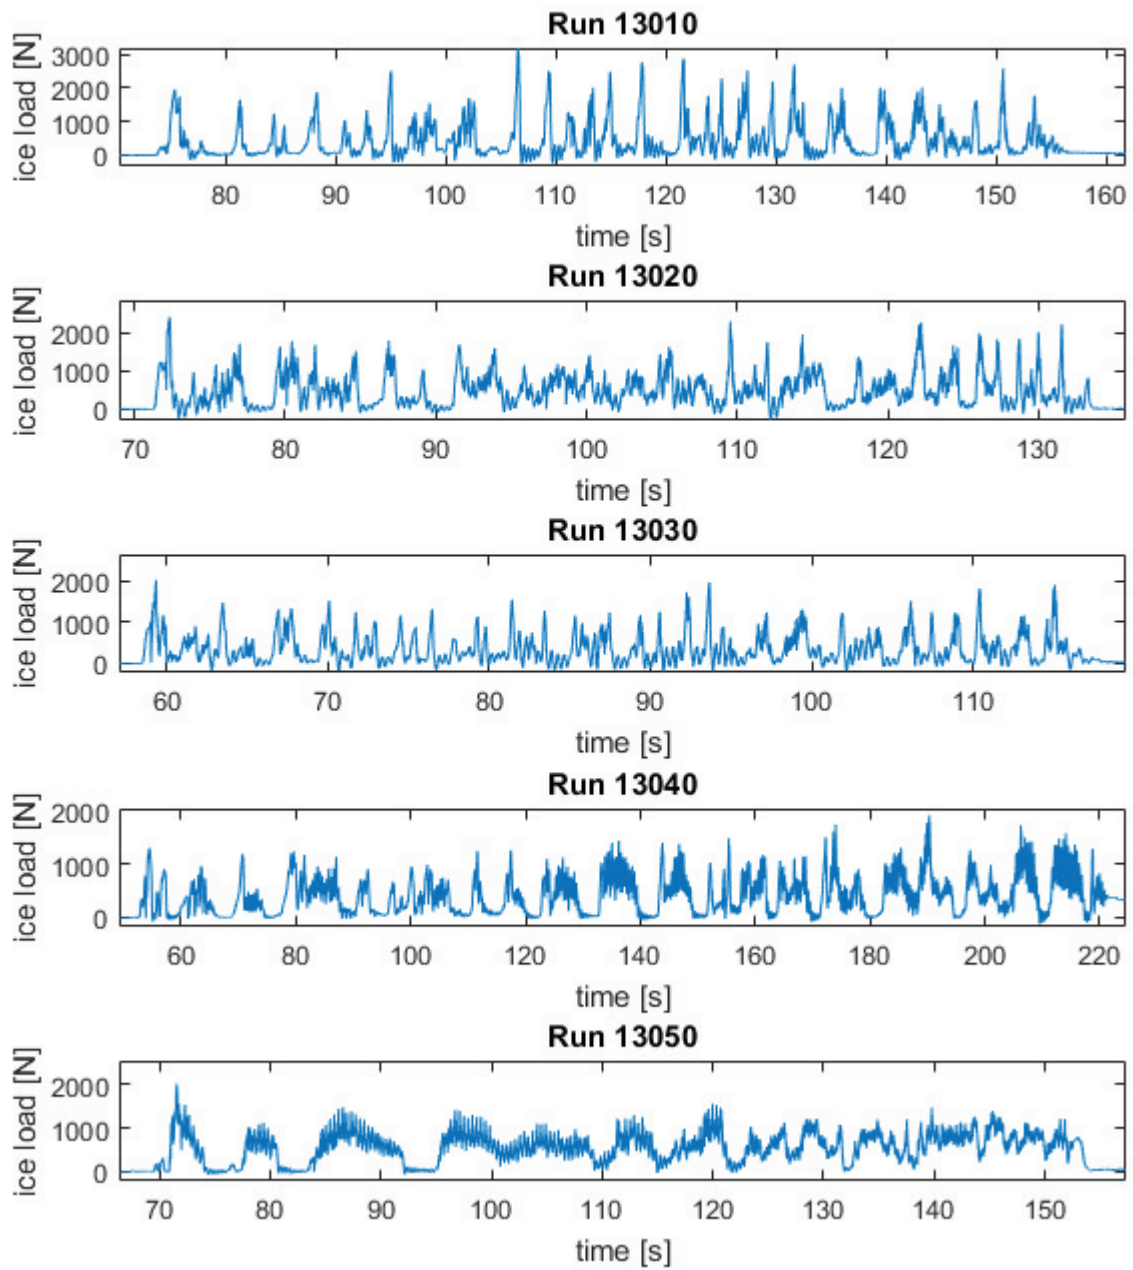 Run 13010
ice load [N]
3000
2000
1000
0
80 90 100 110 120 130 140 150 160
time [s]
Run 13020
ice load [N]
2000
1000
0
70 80 90 100 110 120 130
time [s]
Run 13030
ice load [N]
2000
1000
0
60 70 80 90 100 110
time [s]
Run 13040
ice load [N]
2000
1000
0
60 80 100 120 140 160 180 200 220
time [s]
Run 13050
ice load [N]
2000
1000
0
70 80 90 100 110 120 130 140 150
time [s]